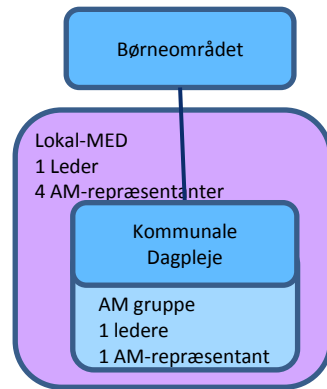 Børneområdet
Lokal-MED
1 Leder
4 AM-repræsentanter
Kommunale
Dagpleje
AM gruppe
1 ledere
1 AM-repræsentant